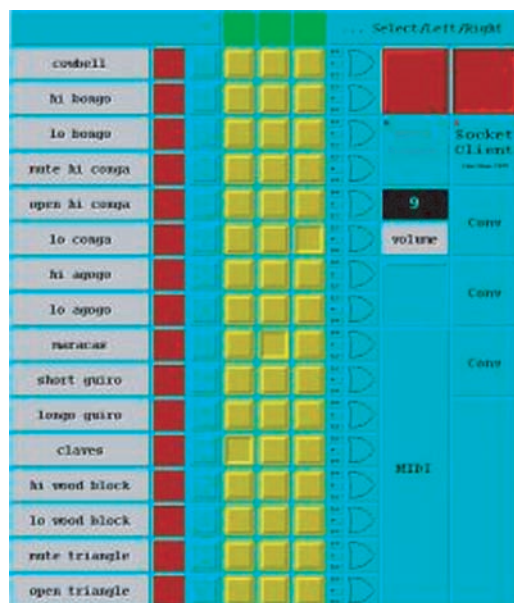 ... Select/Left/Right
cowbell
hi bongo
lo bongo
Socket
Client
mute hi conga
open hi conga
9
Conv
lo conga
volume
hi agogo
Conv
lo agogo
maracas
Conv
short guiro
longo guiro
claves
MIDI
hi wood block
lo wood block
mute triangle
open triangle